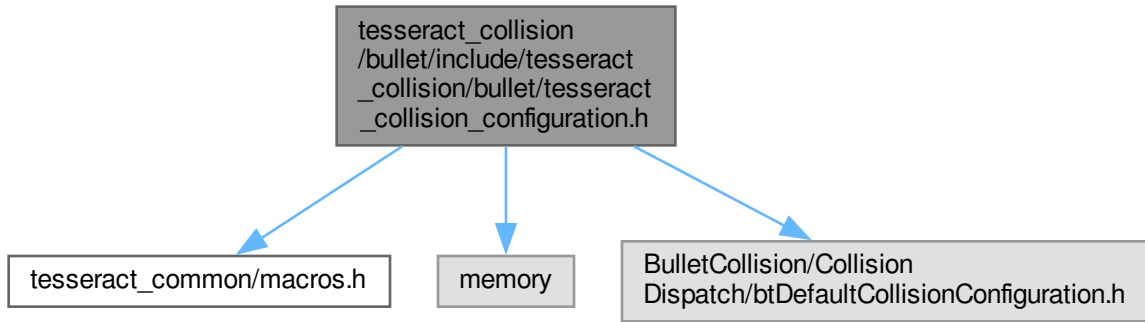 tesseract_collision
/bullet/include/tesseract
_collision/bullet/tesseract
_collision_configuration.h
tesseract_common/macros.h
memory
BulletCollision/Collision
Dispatch/btDefaultCollisionConfiguration.h